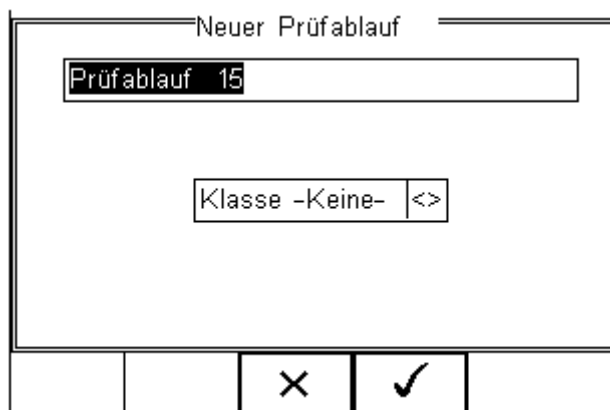 Neuer Prüfablauf
Prüfablauf 15
Klasse -Keine- <>